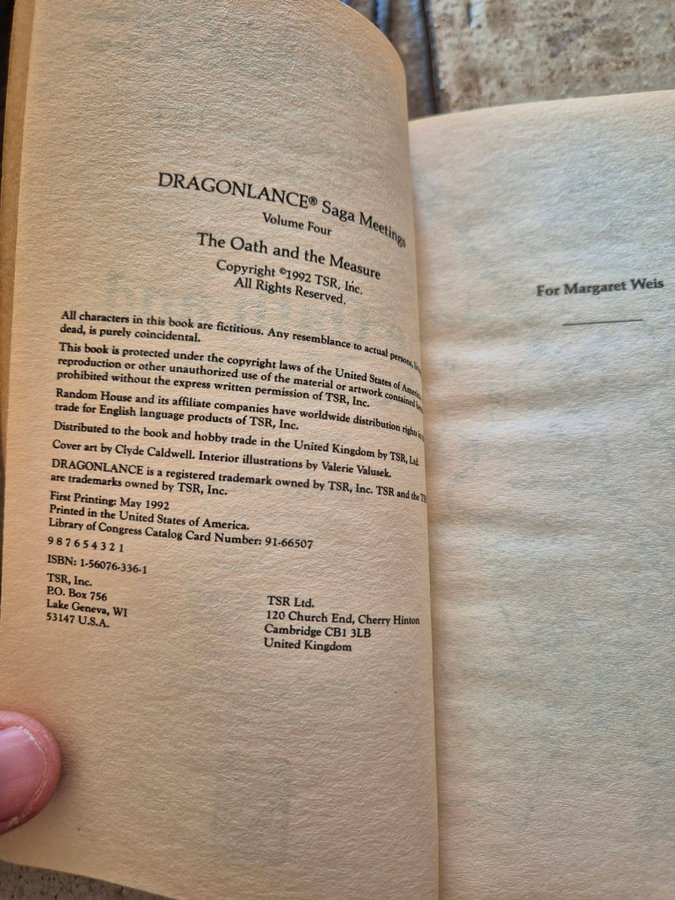 DRAGONLANCE® Saga Meetings
Volume Four
The Oath and the Measure
Copyright ©1992 TSR, Inc.
All Rights Reserved.
All characters in this book are fictitious. Any resemblance to actual persons,
dead, is purely coincidental.
This book is protected under the copyright laws of the United States of America.
reproduction or other unauthorized use of the material or artwork contained
prohibited without the express written permission of TSR, Inc.
Random House and its affiliate companies have worldwide distribution rights in
trade for English language products of TSR, Inc.
Distributed to the book and hobby trade in the United Kingdom by TSR, Ltd.
Cover art by Clyde Caldwell. Interior illustrations by Valerie Valusek.
DRAGONLANCE is a registered trademark owned by TSR, Inc. TSR and the
are trademarks owned by TSR, Inc.
First Printing: May 1992
Printed in the United States of America.
Library of Congress Catalog Card Number: 91-66507
9 8 7 6 5 4 3 2 1
ISBN: 1-56076-336-1
TSR, Inc.
P.O. Box 756
Lake Geneva, WI
53147 U.S.A.
TSR Ltd.
120 Church End, Cherry Hinton
Cambridge CB1 3LB
United Kingdom
For Margaret Weis